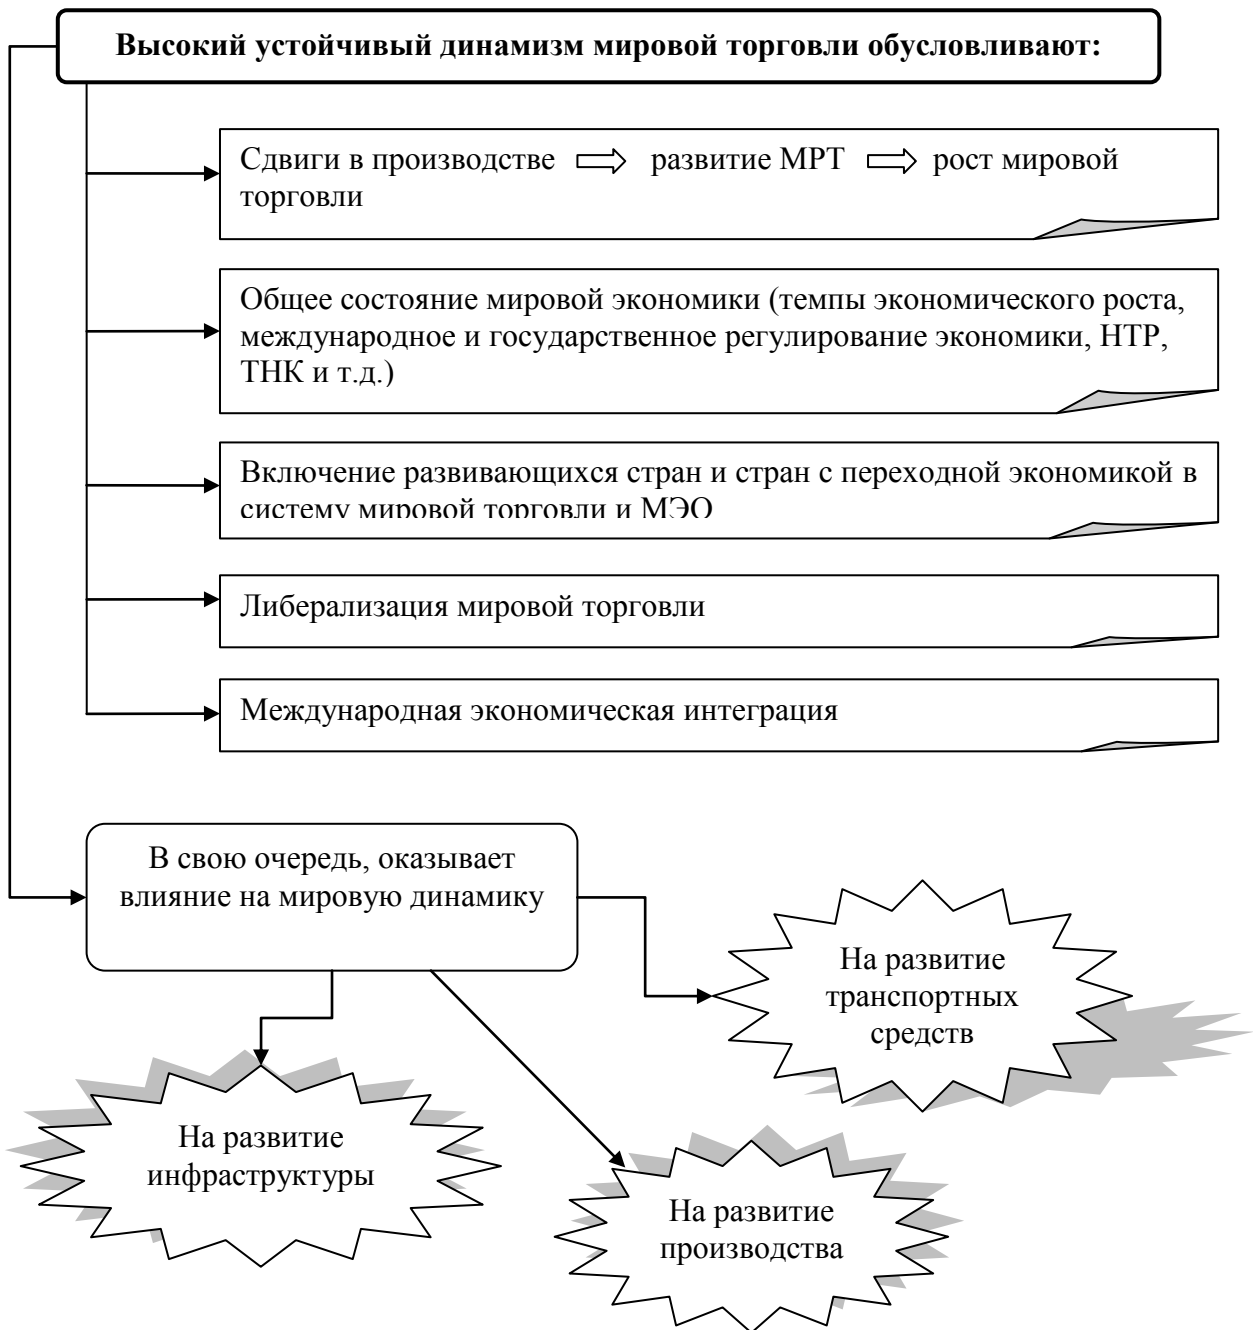 Высокий устойчивый динамизм мировой торговли обусловливают:
Сдвиги в производстве ⇨ развитие МРТ ⇨ рост мировой
торговли
Общее состояние мировой экономики (темпы экономического роста,
международное и государственное регулирование экономики, НТР,
ТНК и т.д.)
Включение развивающихся стран и стран с переходной экономикой в
систему мировой торговли и МЭО
Либерализация мировой торговли
Международная экономическая интеграция
В свою очередь, оказывает
влияние на мировую динамику
На развитие
транспортных
средств
На развитие
инфраструктуры
На развитие
производства